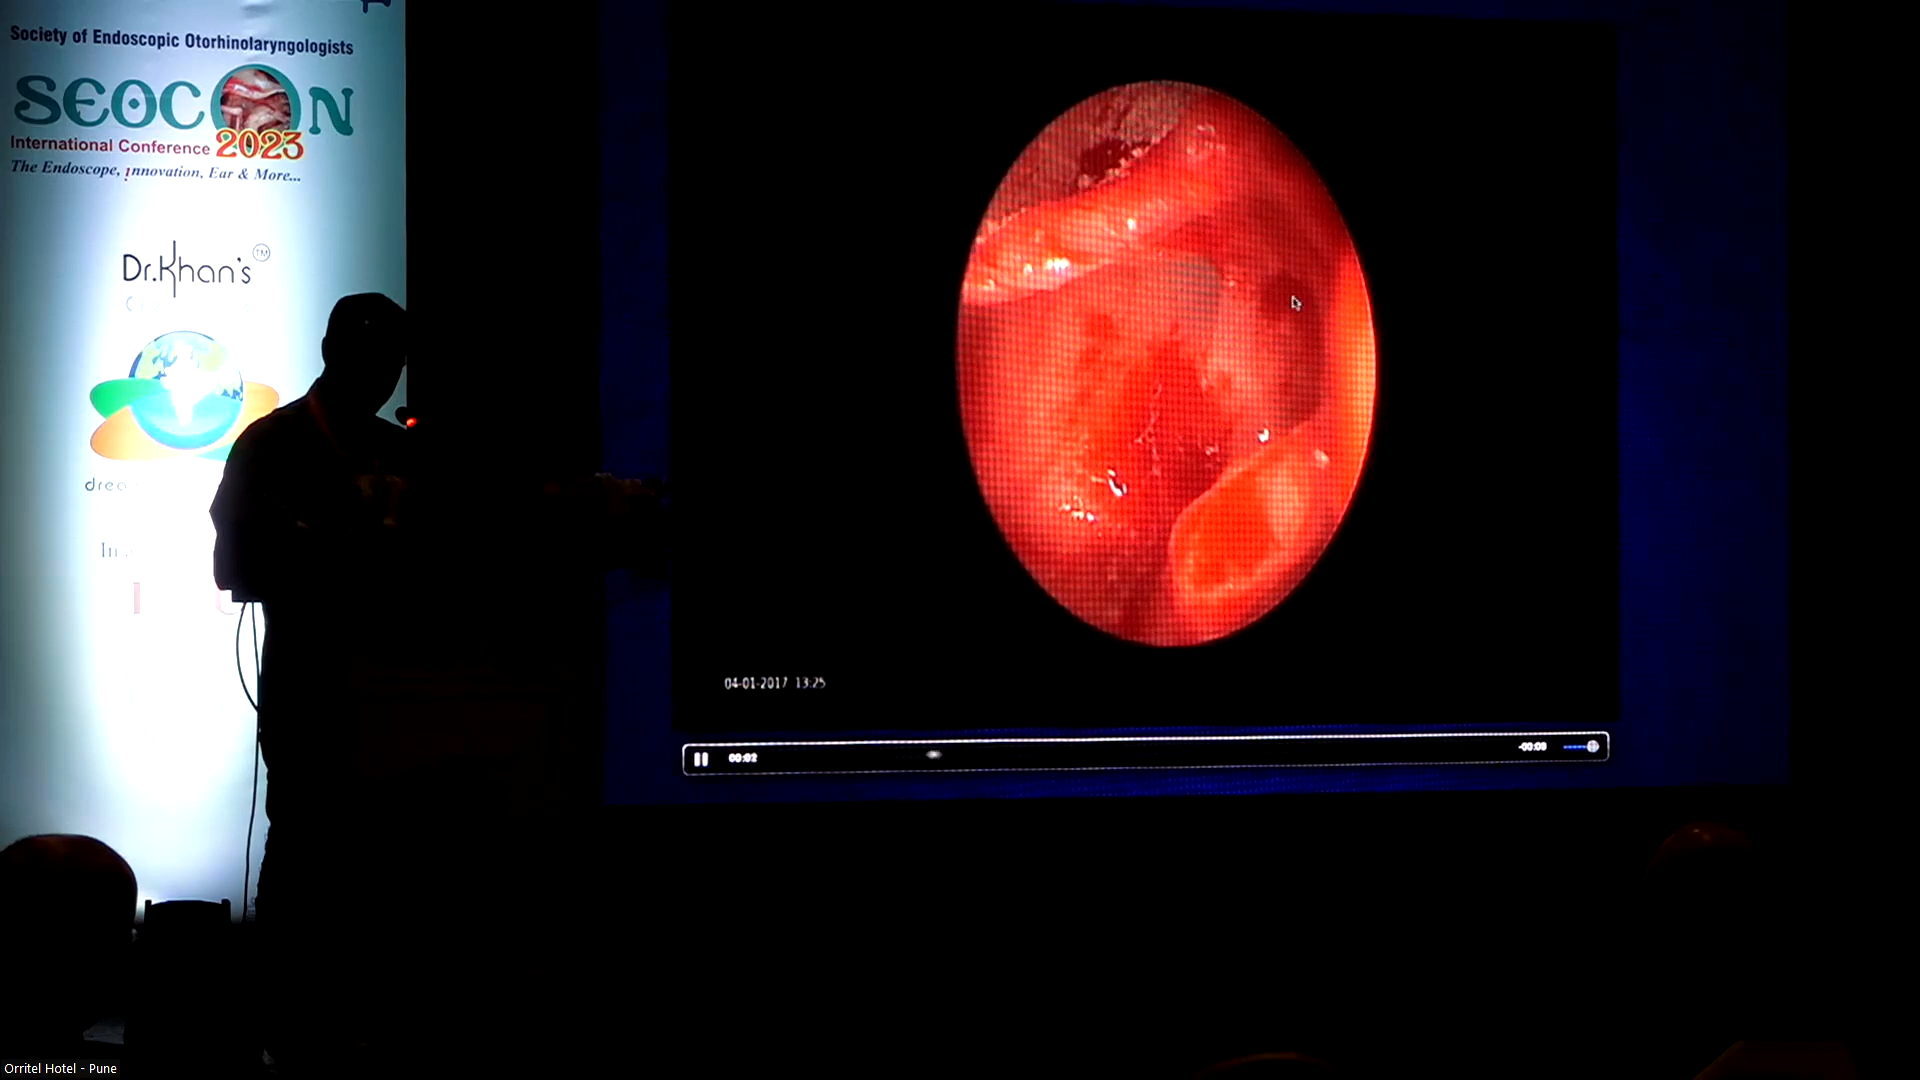 Society of Endoscopic Otorhinolaryngologists
SEOCON
International Conference 2023
The Endoscope, innovation, Ear & More...
Dr.Khan's TM
04-01-2017 13:25
00:02
Orritel Hotel - Pune